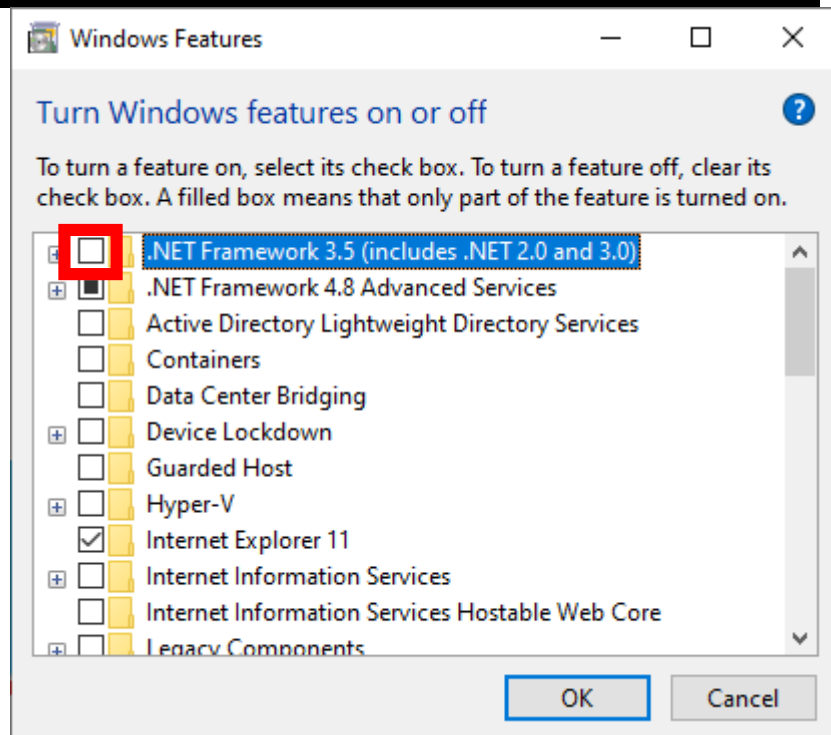 Windows Features
Turn Windows features on or off
?
To turn a feature on, select its check box. To turn a feature off, clear its
check box. A filled box means that only part of the feature is turned on.
.NET Framework 3.5 (includes .NET 2.0 and 3.0)
.NET Framework 4.8 Advanced Services
Active Directory Lightweight Directory Services
Containers
Data Center Bridging
Device Lockdown
Guarded Host
Hyper-V
Internet Explorer 11
Internet Information Services
Internet Information Services Hostable Web Core
Legacy Components
OK
Cancel